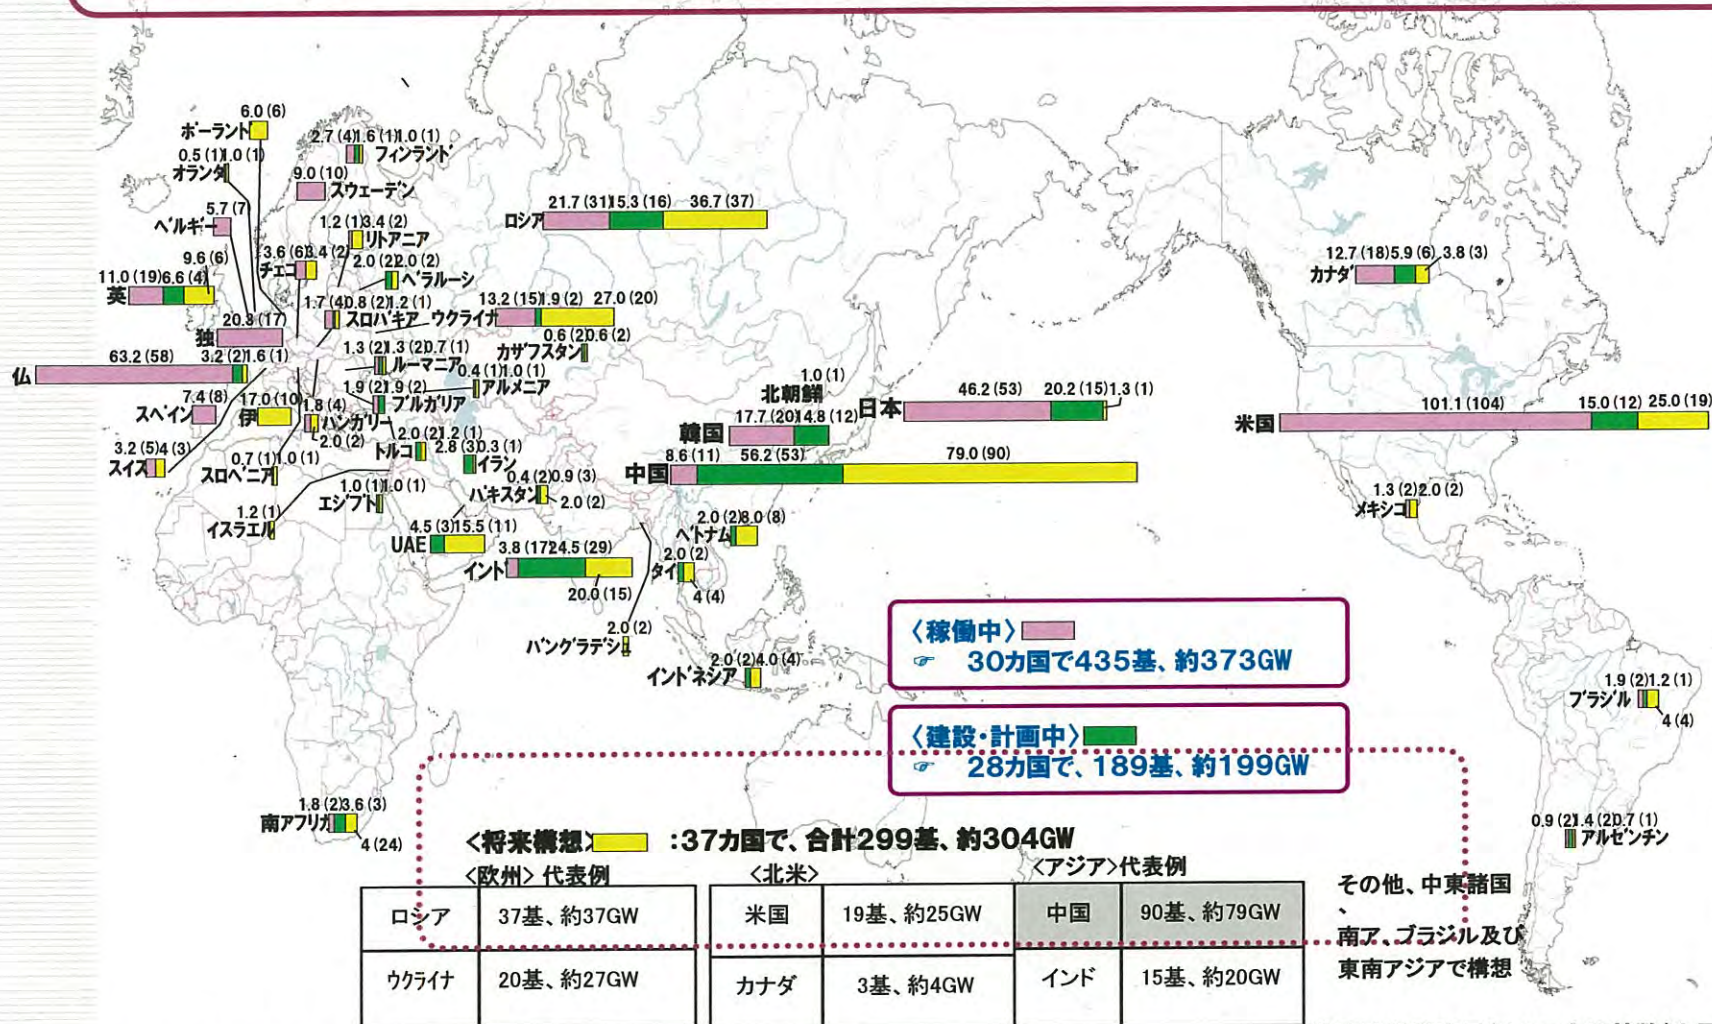 6.0 (6)
ポーランド
2.7 (4)1.6 (1)1.0 (1)
フィンランド
0.5 (1)1.0 (1)
オランダ
9.0 (10)
スウェーデン
5.7 (7)
ベルギー
21.7 (31)15.3 (16) 36.7 (37)
ロシア
1.2 (1)3.4 (2)
リトアニア
3.6 (6)3.4 (2)
チェコ
2.0 (2)2.0 (2)
ベラルーシ
9.6 (6)
11.0 (19)6.6 (4)
英
12.7 (18)5.9 (6) 3.8 (3)
カナダ
1.7 (4)0.8 (2)1.2 (1)
スロバキア
13.2 (15)1.9 (2) 27.0 (20)
ウクライナ
20.3 (17)
独
0.6 (2)0.6 (2)
カザフスタン
63.2 (58) 3.2 (2)1.6 (1)
仏
1.3 (2)1.3 (2)0.7 (1)
ルーマニア
0.4 (1)1.0 (1)
アルメニア
1.9 (2)1.9 (2)
ブルガリア
1.0 (1)
北朝鮮
46.2 (53) 20.2 (15) 1.3 (1)
日本
7.4 (8)
スペイン
17.0 (10)
伊
1.8 (4)
ハンガリー
2.0 (2)
17.7 (20)14.8 (12)
韓国
101.1 (104) 15.0 (12) 25.0 (19)
米国
2.0 (2)1.2 (1)
トルコ
2.8 (3)0.3 (1)
イラン
8.6 (11) 56.2 (53) 79.0 (90)
中国
3.2 (5)4 (3)
スイス
0.7 (1)1.0 (1)
スロベニア
0.4 (2)0.9 (3)
パキスタン
2.0 (2)
1.0 (1)1.0 (1)
エジプト
1.3 (2)2.0 (2)
メキシコ
1.2 (1)
イスラエル
4.5 (3)15.5 (11)
UAE
2.0 (2)8.0 (8)
ベトナム
3.8 (17)24.5 (29)
インド
20.0 (15)
2.0 (2)
タイ
4 (4)
2.0 (2)
バングラデシ
2.0 (2)4.0 (4)
インドネシア
〈稼働中〉
☞ 30カ国で435基、約373GW
1.9 (2)1.2 (1)
ブラジル
4 (4)
〈建設・計画中〉
☞ 28カ国で、189基、約199GW
1.8 (2)3.6 (3)
南アフリカ
4 (24)
0.9 (2)1.4 (2)0.7 (1)
アルゼンチン
<将来構想> :37カ国で、合計299基、約304GW
<欧州> 代表例
<北米>
<アジア>代表例
ロシア 37基、約37GW
米国 19基、約25GW
中国 90基、約79GW
ウクライナ 20基、約27GW
カナダ 3基、約4GW
インド 15基、約20GW
その他、中東諸国
、
南ア、ブラジル及び
東南アジアで構想